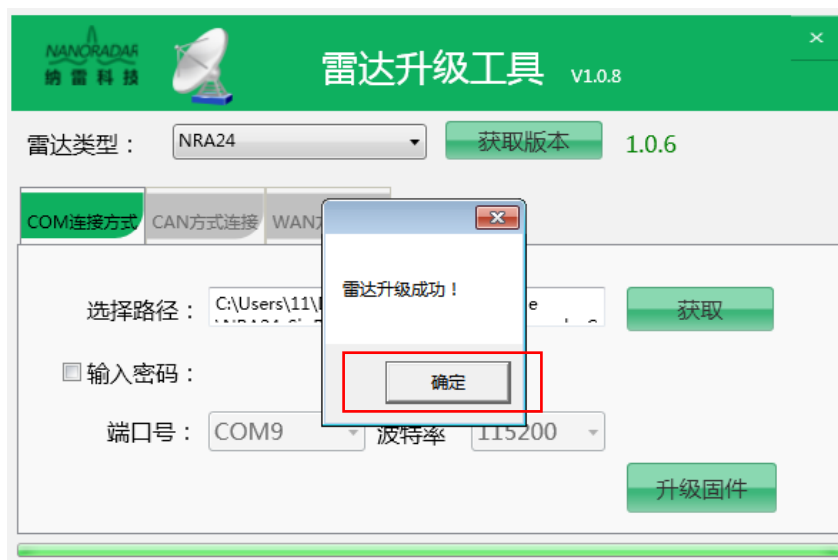 NANORADAR
纳雷科技
雷达升级工具 V1.0.8
×
雷达类型： NRA24 获取版本 1.0.6
COM连接方式 CAN方式连接 WAN
雷达升级成功！
选择路径： C:\Users\11\ e 获取
输入密码：
确定
端口号： COM9 波特率 115200
升级固件